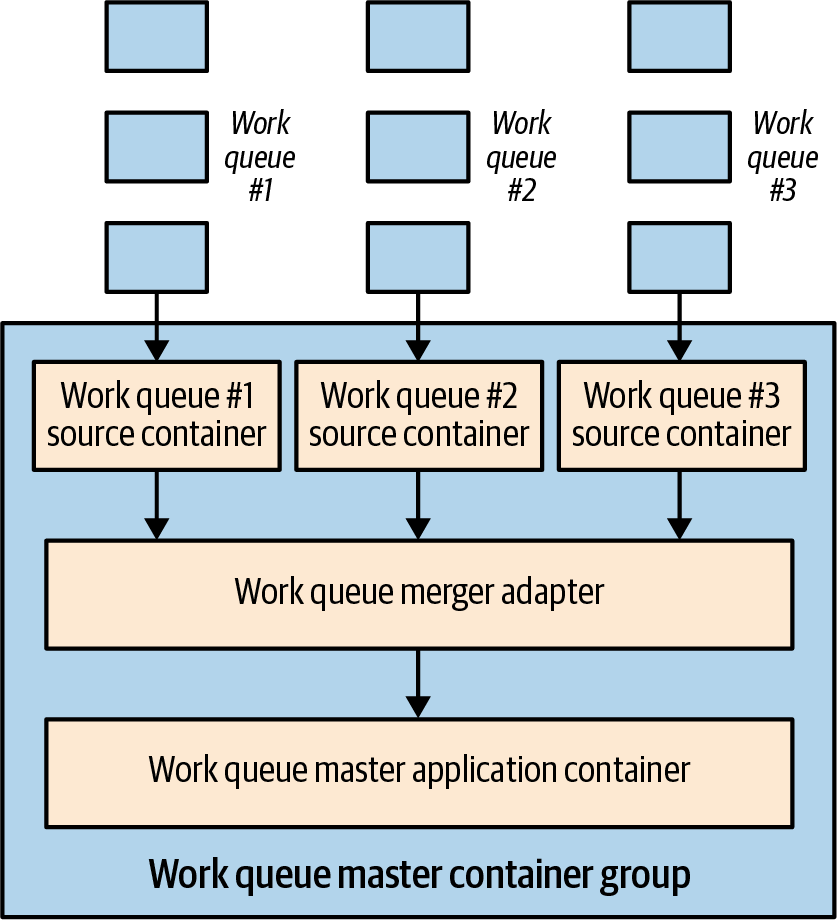 Work
queue
#1
Work
queue
#2
Work
queue
#3
Work queue #1
source container
Work queue #2
source container
Work queue #3
source container
Work queue merger adapter
Work queue master application container
Work queue master container group